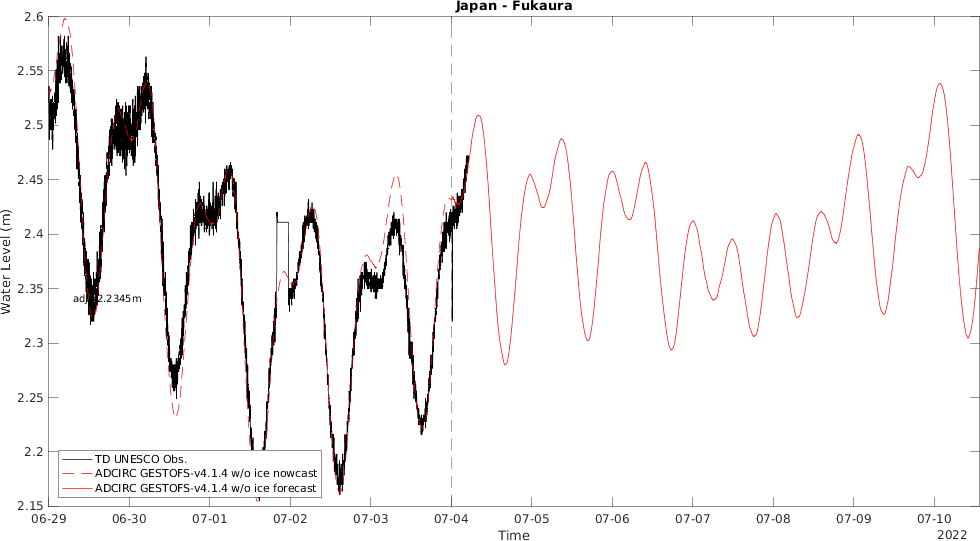 Japan - Fukaura
2.6
2.55
2.5
2.45
2.4
2.35
2.3
2.25
2.2
2.15
Water Level (m)
2.2345m
TD UNESCO Obs.
ADCIRC GESTOFS-v4.1.4 w/o ice nowcast
ADCIRC GESTOFS-v4.1.4 w/o ice forecast
06-29 06-30 07-01 07-02 07-03 07-04 07-05 07-06 07-07 07-08 07-09 07-10
Time
2022